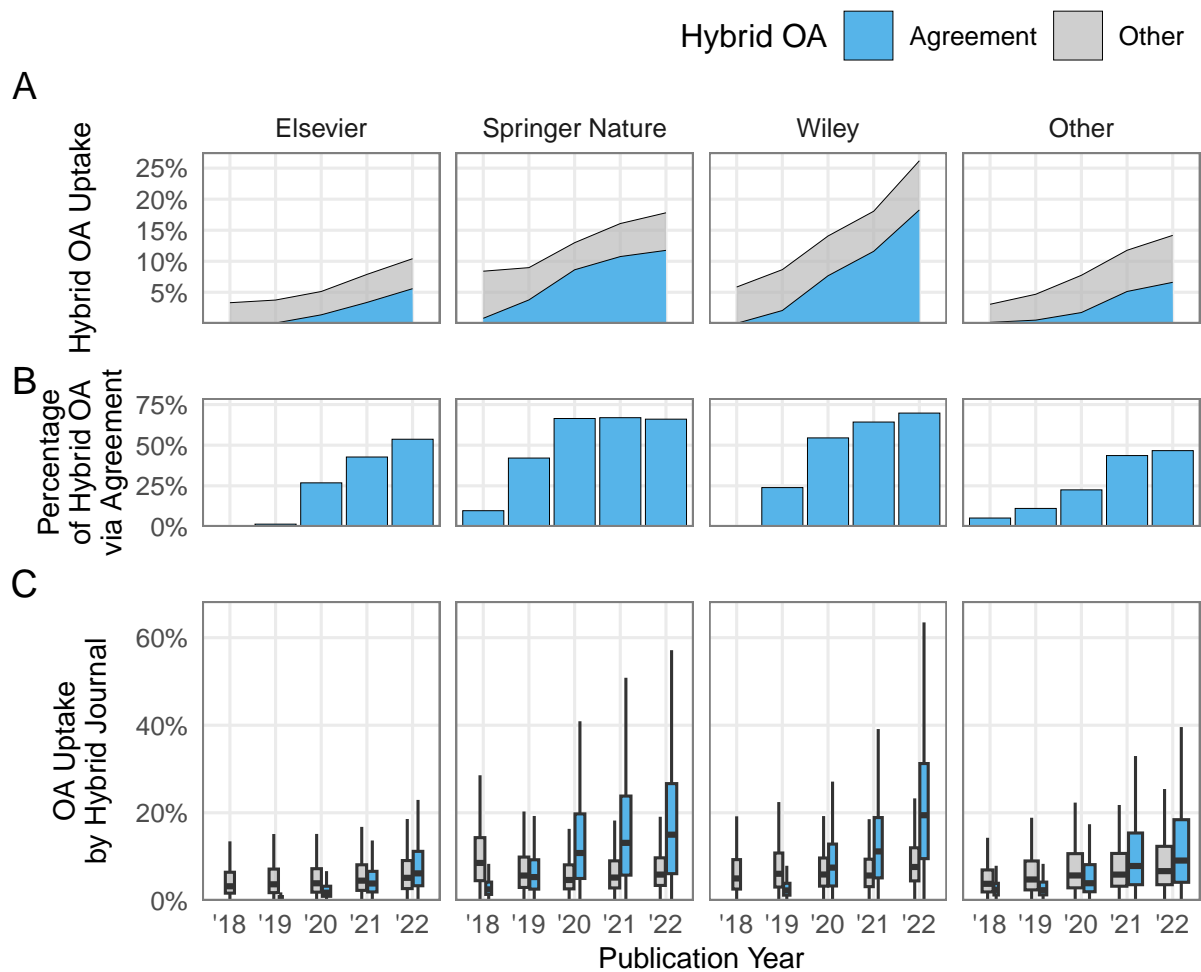 Hybrid OA Agreement Other
A
Elsevier Springer Nature Wiley Other
Hybrid OA Uptake
25%
20%
15%
10%
5%
B
Percentage
of Hybrid OA
via Agreement
75%
50%
25%
0%
C
OA Uptake
by Hybrid Journal
60%
40%
20%
0%
'18 '19 '20 '21 '22 '18 '19 '20 '21 '22 '18 '19 '20 '21 '22 '18 '19 '20 '21 '22
Publication Year